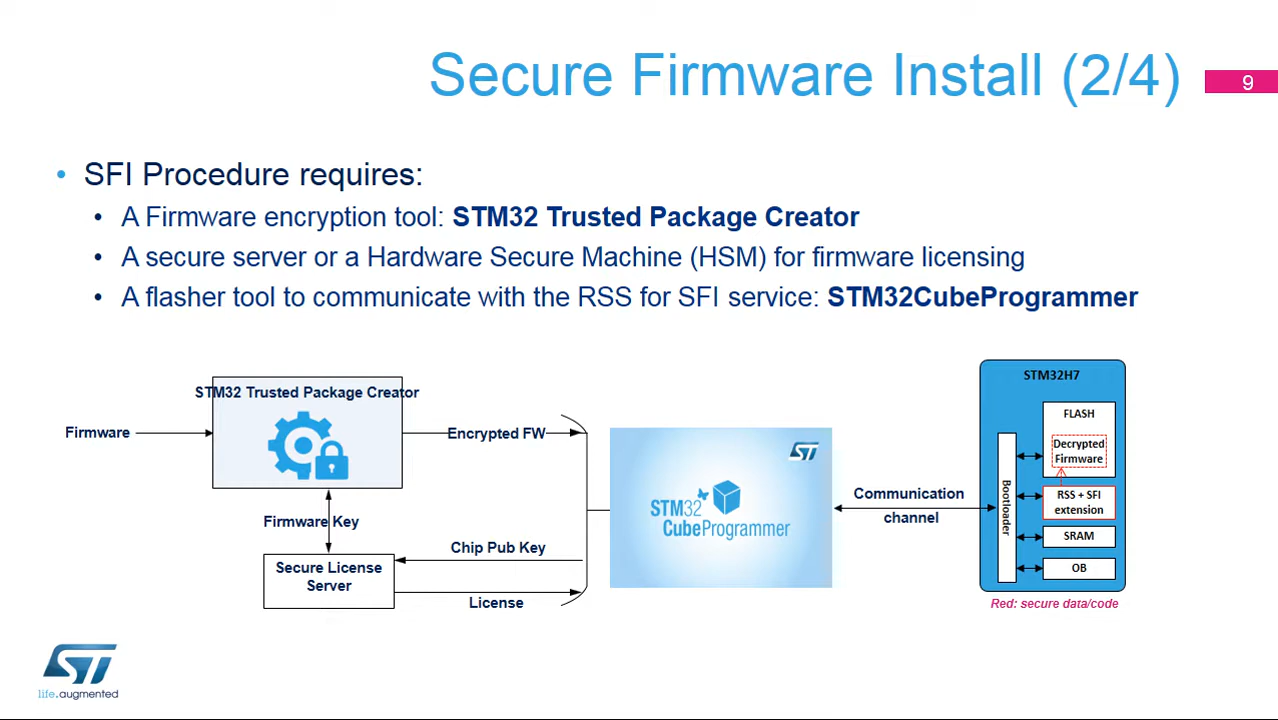 Secure Firmware Install (2/4)
9
• SFI Procedure requires:
• A Firmware encryption tool: STM32 Trusted Package Creator
• A secure server or a Hardware Secure Machine (HSM) for firmware licensing
• A flasher tool to communicate with the RSS for SFI service: STM32CubeProgrammer
STM32 Trusted Package Creator
Firmware
Encrypted FW
Firmware Key
Secure License
Server
Chip Pub Key
License
ST
STM32
CubeProgrammer
Communication
channel
STM32H7
Bootloader
FLASH
Decrypted
Firmware
RSS + SFI
extension
SRAM
OB
Red: secure data/code
ST
life.augmented